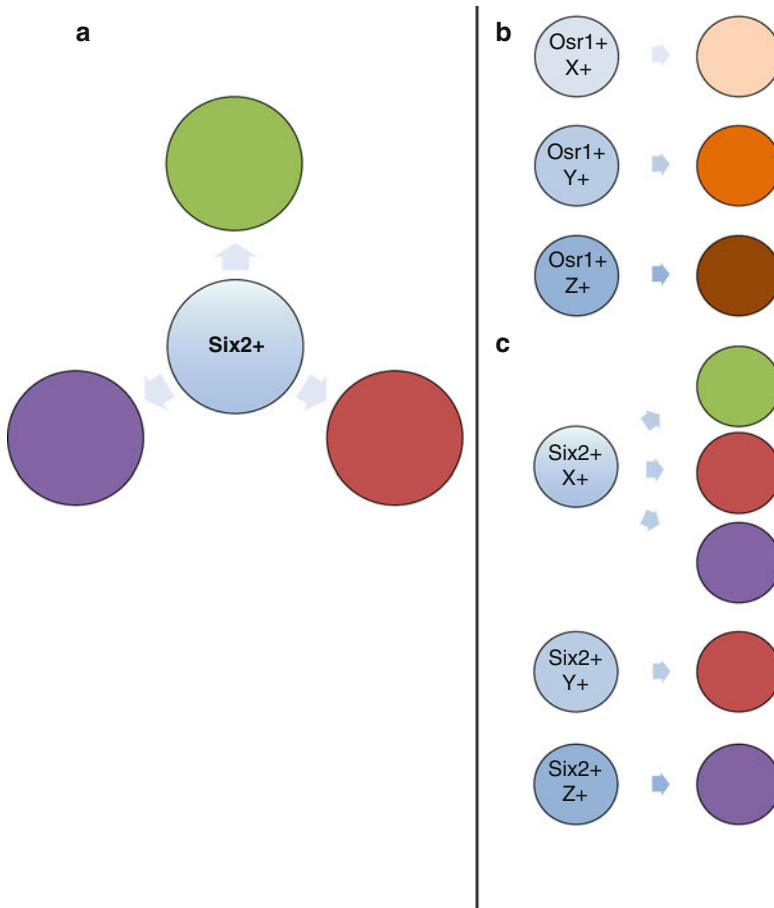 a
Six2+
b
Osr1+
X+
Osr1+
Y+
Osr1+
Z+
c
Six2+
X+
Six2+
Y+
Six2+
Z+